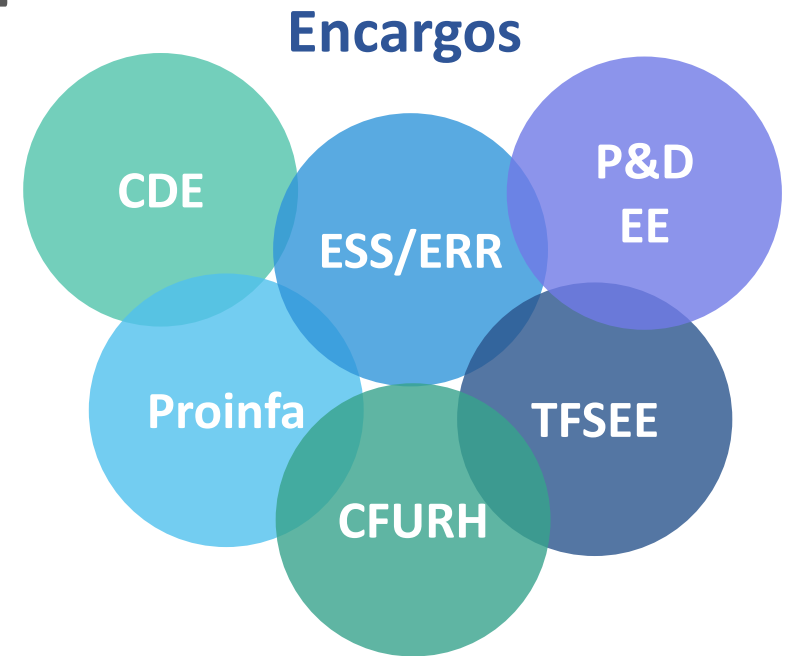 Encargos
CDE
ESS/ERR
P&D
EE
Proinfa
TFSEE
CFURH